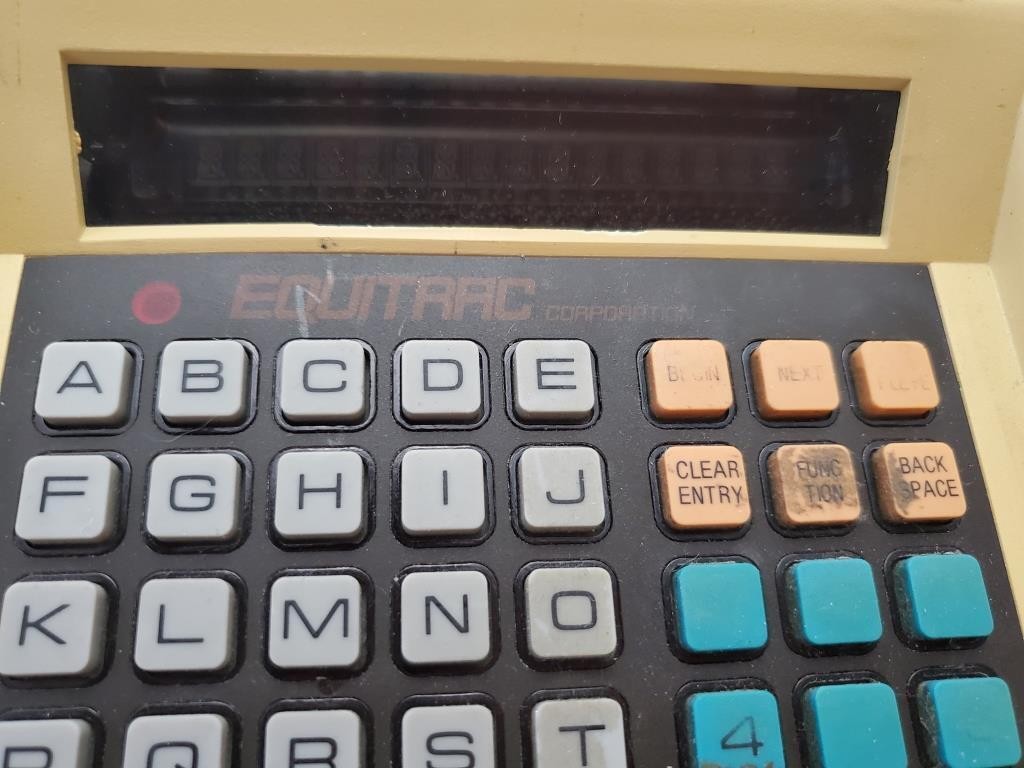 EQUITRAC CORPORATION
A B C D E BEGIN NEXT
F G H I J CLEAR ENTRY FUNC TION BACK SPACE
K L M N O
P Q R S T 4